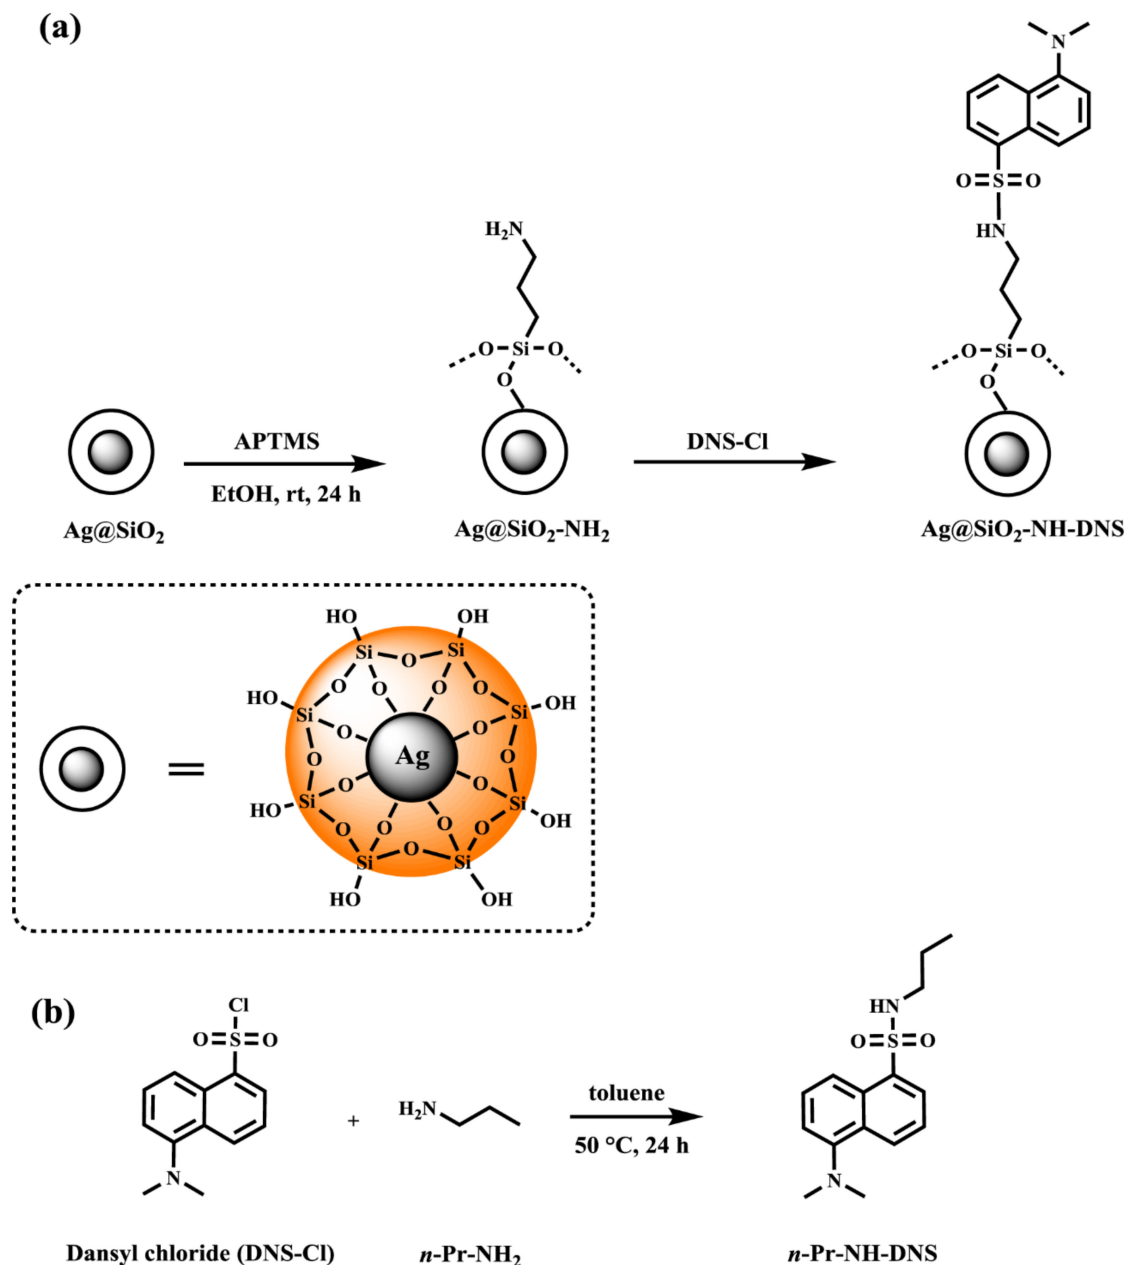 (a)
N
O=S=O
HN
H₂N
O-Si-O
O
O-Si-O
O
APTMS
EtOH, rt, 24 h
DNS-Cl
Ag@SiO₂
Ag@SiO₂-NH₂
Ag@SiO₂-NH-DNS
HO OH
Si O Si
O O O O
HO Si Si OH
O O
O Ag O
O O
HO Si Si OH
O O O O
Si O Si
HO OH
=
(b)
Cl
O=S=O
N
+
H₂N
toluene
50 °C, 24 h
HN
O=S=O
N
Dansyl chloride (DNS-Cl)
n-Pr-NH₂
n-Pr-NH-DNS